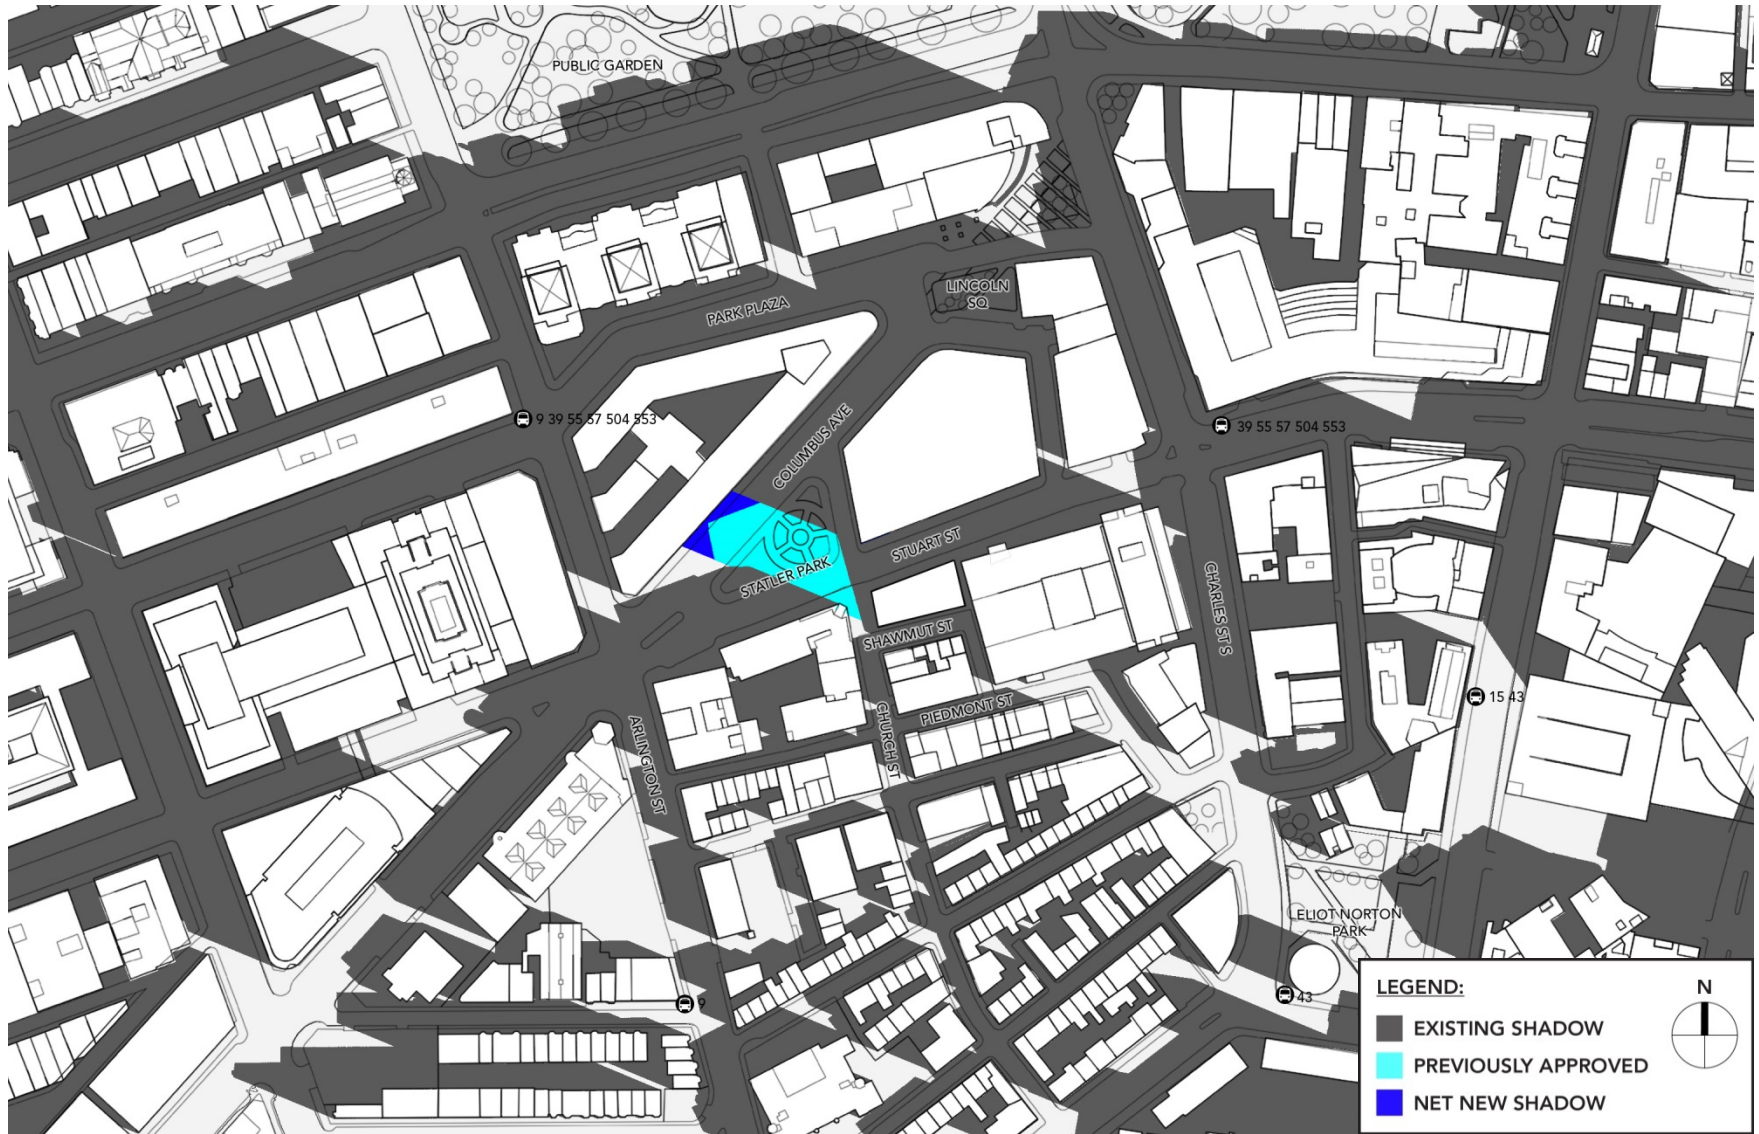 PUBLIC GARDEN
LINCOLN
SQ
PARK PLAZA
9 39 55 57 504 553
COLUMBUS AVE
39 55 57 504 553
STUART ST
STATLER PARK
SHAWMUT ST
CHARLES ST S
PIEDMONT ST
15 43
ARLINGTON ST
CHURCH ST
ELIOT NORTON
PARK
9
43
LEGEND:
N
EXISTING SHADOW
PREVIOUSLY APPROVED
NET NEW SHADOW